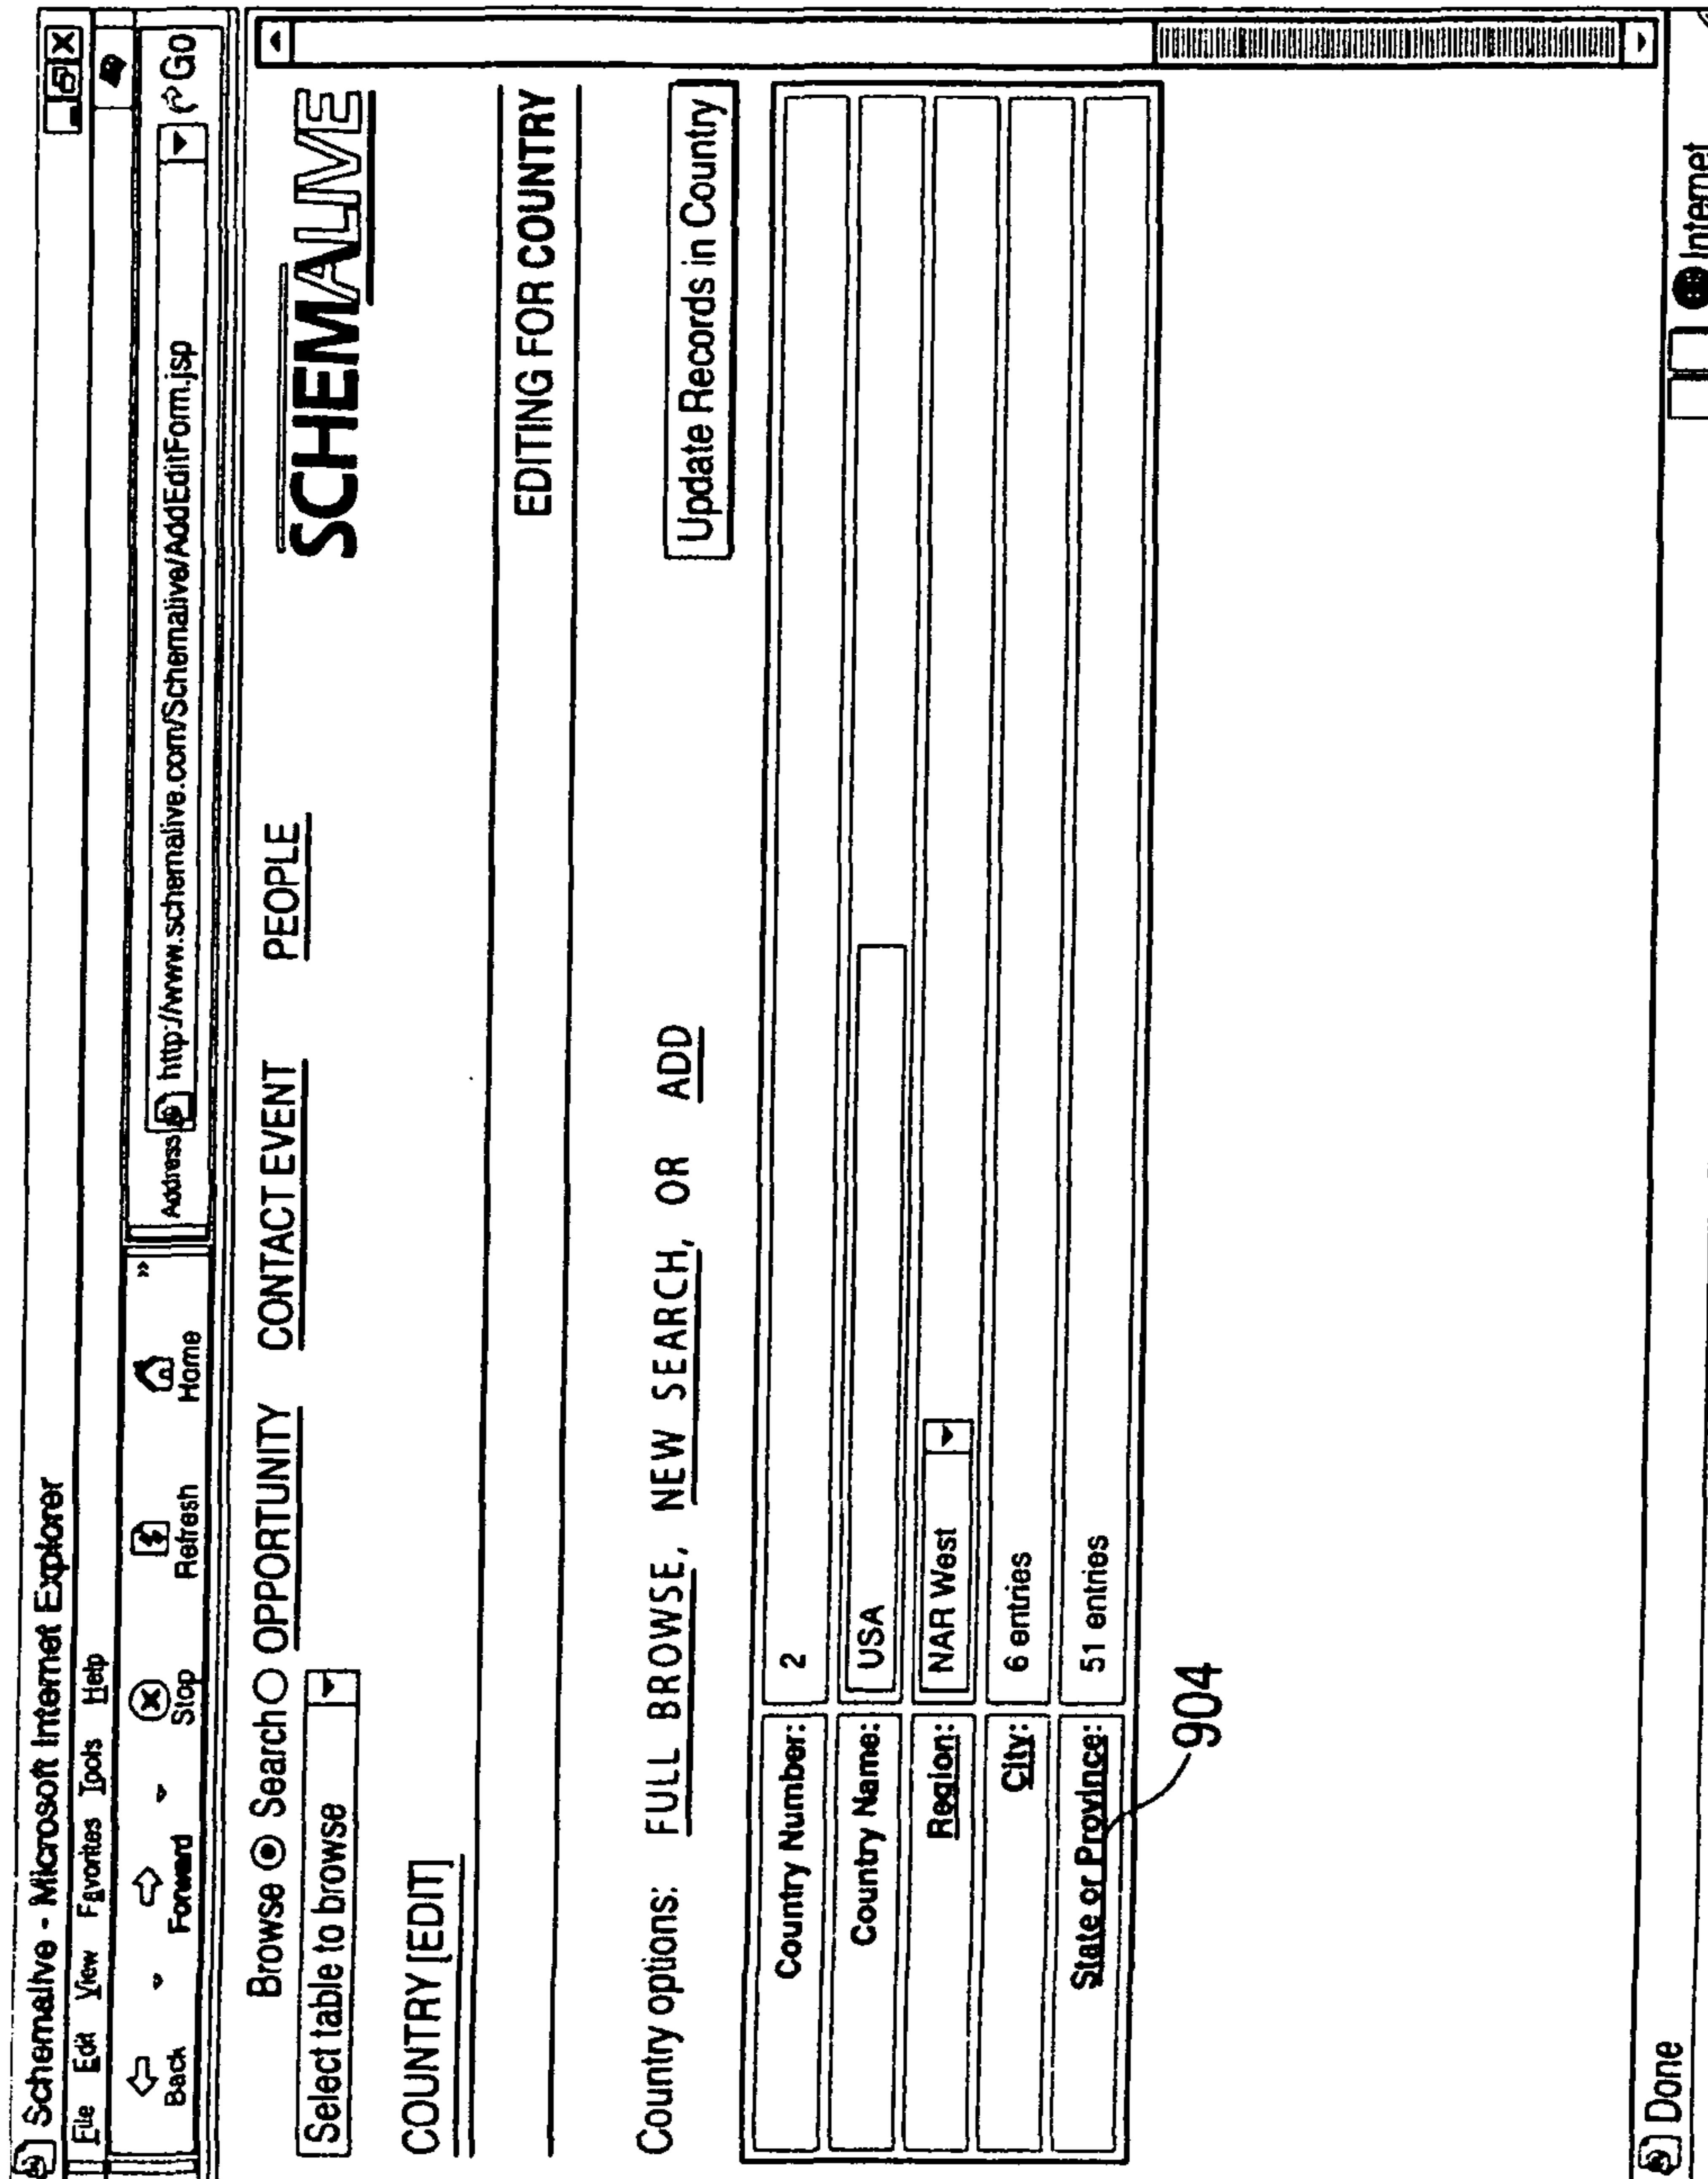 Schemalive - Microsoft Internet Explorer
File Edit View Favorites Tools Help
Back Forward Stop Refresh Home » Address http://www.schemalive.com/Schemalive/AddEditForm.jsp Go
Browse Search OPPORTUNITY CONTACT EVENT PEOPLE SCHEMALIVE
Select table to browse
COUNTRY [EDIT]
EDITING FOR COUNTRY
Country options: FULL BROWSE, NEW SEARCH, OR ADD Update Records in Country
Country Number: 2
Country Name: USA
Region: NAR West
City: 6 entries
State or Province: 51 entries
904
Done Internet